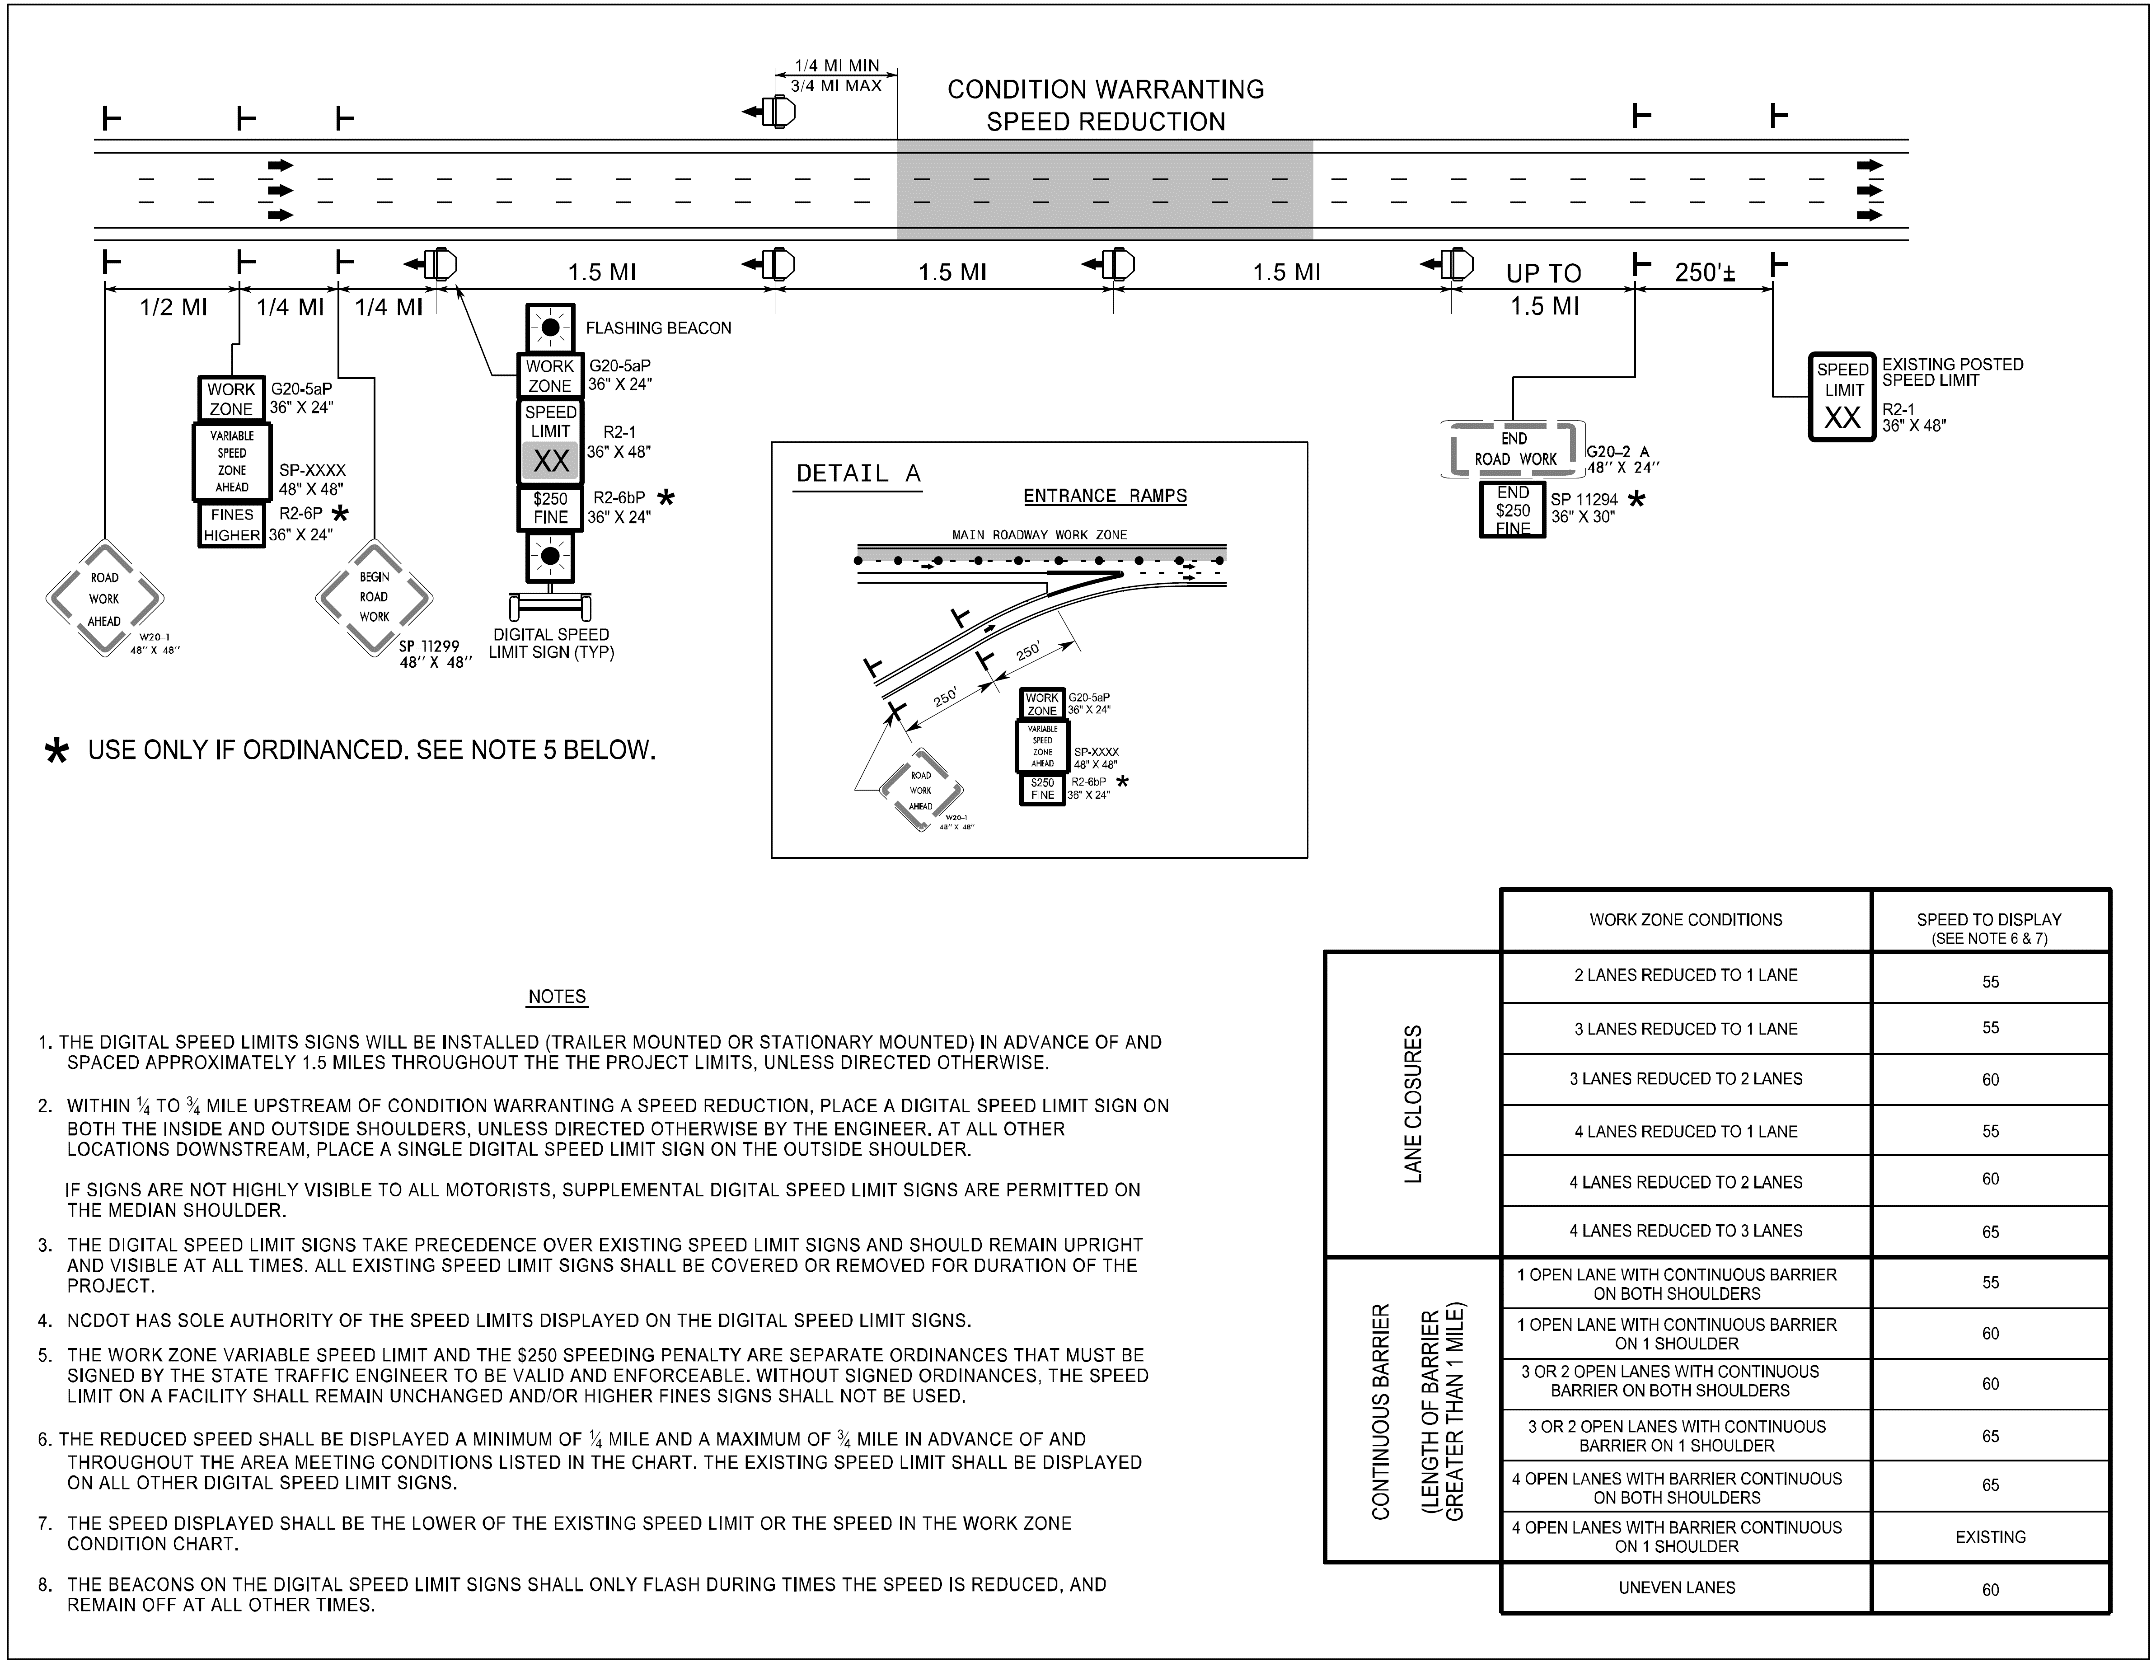 1/4 MI MIN
3/4 MI MAX
CONDITION WARRANTING
SPEED REDUCTION
1/2 MI
1/4 MI
1/4 MI
1.5 MI
1.5 MI
1.5 MI
UP TO
1.5 MI
250'±
ROAD
WORK
AHEAD
W20-1
48" X 48"
WORK
ZONE
G20-5aP
36" X 24"
VARIABLE
SPEED
ZONE
AHEAD
SP-XXXX
48" X 48"
FINES
HIGHER
R2-6P *
36" X 24"
BEGIN
ROAD
WORK
SP 11299
48" X 48"
FLASHING BEACON
WORK
ZONE
G20-5aP
36" X 24"
SPEED
LIMIT
XX
R2-1
36" X 48"
$250
FINE
R2-6bP *
36" X 24"
DIGITAL SPEED
LIMIT SIGN (TYP)
END
ROAD WORK
G20-2 A
48" X 24"
END
$250
FINE
SP 11294 *
36" X 30"
SPEED
LIMIT
XX
EXISTING POSTED
SPEED LIMIT
R2-1
36" X 48"
* USE ONLY IF ORDINANCED. SEE NOTE 5 BELOW.
DETAIL A
ENTRANCE RAMPS
MAIN ROADWAY WORK ZONE
250'
250'
WORK
ZONE
G20-5aP
36" X 24"
VARIABLE
SPEED
ZONE
AHEAD
SP-XXXX
48" X 48"
$250
FINE
R2-6bP *
36" X 24"
ROAD
WORK
AHEAD
W20-1
48" X 48"
NOTES
1. THE DIGITAL SPEED LIMITS SIGNS WILL BE INSTALLED (TRAILER MOUNTED OR STATIONARY MOUNTED) IN ADVANCE OF AND
SPACED APPROXIMATELY 1.5 MILES THROUGHOUT THE THE PROJECT LIMITS, UNLESS DIRECTED OTHERWISE.
2. WITHIN ¼ TO ¾ MILE UPSTREAM OF CONDITION WARRANTING A SPEED REDUCTION, PLACE A DIGITAL SPEED LIMIT SIGN ON
BOTH THE INSIDE AND OUTSIDE SHOULDERS, UNLESS DIRECTED OTHERWISE BY THE ENGINEER. AT ALL OTHER
LOCATIONS DOWNSTREAM, PLACE A SINGLE DIGITAL SPEED LIMIT SIGN ON THE OUTSIDE SHOULDER.
IF SIGNS ARE NOT HIGHLY VISIBLE TO ALL MOTORISTS, SUPPLEMENTAL DIGITAL SPEED LIMIT SIGNS ARE PERMITTED ON
THE MEDIAN SHOULDER.
3. THE DIGITAL SPEED LIMIT SIGNS TAKE PRECEDENCE OVER EXISTING SPEED LIMIT SIGNS AND SHOULD REMAIN UPRIGHT
AND VISIBLE AT ALL TIMES. ALL EXISTING SPEED LIMIT SIGNS SHALL BE COVERED OR REMOVED FOR DURATION OF THE
PROJECT.
4. NCDOT HAS SOLE AUTHORITY OF THE SPEED LIMITS DISPLAYED ON THE DIGITAL SPEED LIMIT SIGNS.
5. THE WORK ZONE VARIABLE SPEED LIMIT AND THE $250 SPEEDING PENALTY ARE SEPARATE ORDINANCES THAT MUST BE
SIGNED BY THE STATE TRAFFIC ENGINEER TO BE VALID AND ENFORCEABLE. WITHOUT SIGNED ORDINANCES, THE SPEED
LIMIT ON A FACILITY SHALL REMAIN UNCHANGED AND/OR HIGHER FINES SIGNS SHALL NOT BE USED.
6. THE REDUCED SPEED SHALL BE DISPLAYED A MINIMUM OF ¼ MILE AND A MAXIMUM OF ¾ MILE IN ADVANCE OF AND
THROUGHOUT THE AREA MEETING CONDITIONS LISTED IN THE CHART. THE EXISTING SPEED LIMIT SHALL BE DISPLAYED
ON ALL OTHER DIGITAL SPEED LIMIT SIGNS.
7. THE SPEED DISPLAYED SHALL BE THE LOWER OF THE EXISTING SPEED LIMIT OR THE SPEED IN THE WORK ZONE
CONDITION CHART.
8. THE BEACONS ON THE DIGITAL SPEED LIMIT SIGNS SHALL ONLY FLASH DURING TIMES THE SPEED IS REDUCED, AND
REMAIN OFF AT ALL OTHER TIMES.
WORK ZONE CONDITIONS
SPEED TO DISPLAY
(SEE NOTE 6 & 7)
LANE CLOSURES
2 LANES REDUCED TO 1 LANE
55
3 LANES REDUCED TO 1 LANE
55
3 LANES REDUCED TO 2 LANES
60
4 LANES REDUCED TO 1 LANE
55
4 LANES REDUCED TO 2 LANES
60
4 LANES REDUCED TO 3 LANES
65
CONTINUOUS BARRIER
(LENGTH OF BARRIER
GREATER THAN 1 MILE)
1 OPEN LANE WITH CONTINUOUS BARRIER
ON BOTH SHOULDERS
55
1 OPEN LANE WITH CONTINUOUS BARRIER
ON 1 SHOULDER
60
3 OR 2 OPEN LANES WITH CONTINUOUS
BARRIER ON BOTH SHOULDERS
60
3 OR 2 OPEN LANES WITH CONTINUOUS
BARRIER ON 1 SHOULDER
65
4 OPEN LANES WITH BARRIER CONTINUOUS
ON BOTH SHOULDERS
65
4 OPEN LANES WITH BARRIER CONTINUOUS
ON 1 SHOULDER
EXISTING
UNEVEN LANES
60